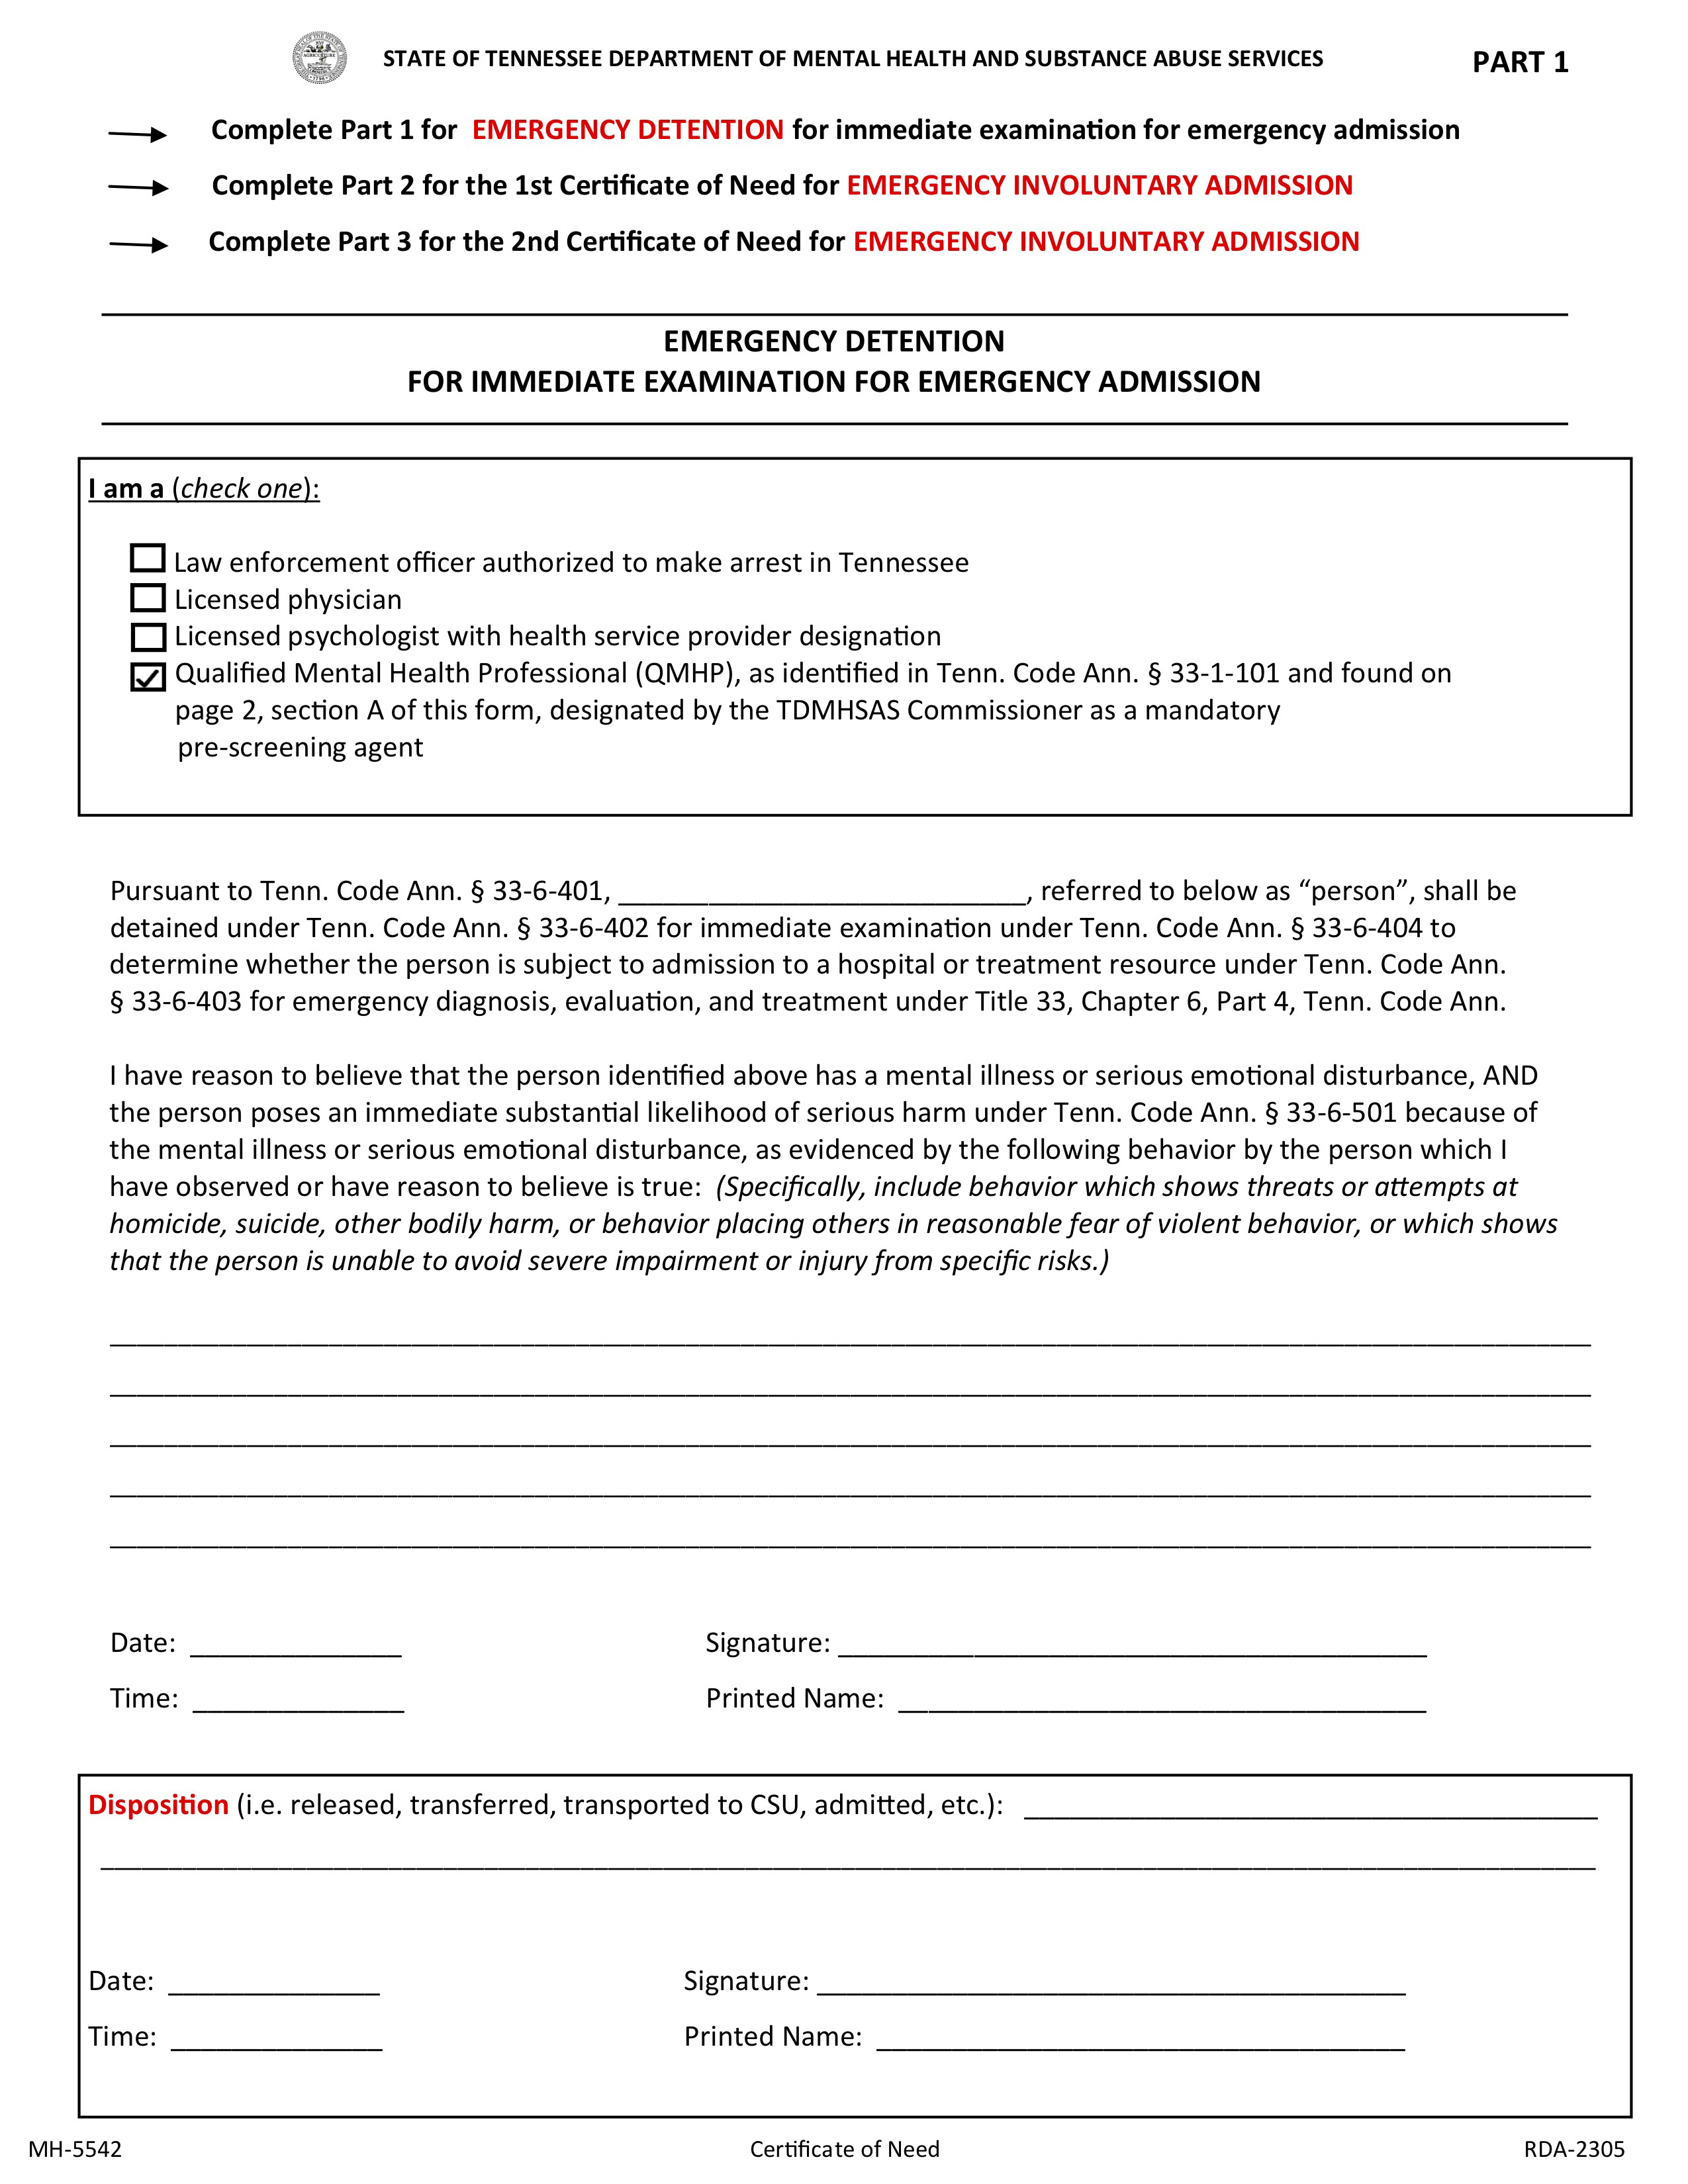 STATE OF TENNESSEE DEPARTMENT OF MENTAL HEALTH AND SUBSTANCE ABUSE SERVICES
PART 1
Complete Part 1 for EMERGENCY DETENTION for immediate examination for emergency admission
Complete Part 2 for the 1st Certificate of Need for EMERGENCY INVOLUNTARY ADMISSION
Complete Part 3 for the 2nd Certificate of Need for EMERGENCY INVOLUNTARY ADMISSION
EMERGENCY DETENTION
FOR IMMEDIATE EXAMINATION FOR EMERGENCY ADMISSION
I am a (check one):
Law enforcement officer authorized to make arrest in Tennessee
Licensed physician
Licensed psychologist with health service provider designation
Qualified Mental Health Professional (QMHP), as identified in Tenn. Code Ann. § 33-1-101 and found on
page 2, section A of this form, designated by the TDMHSAS Commissioner as a mandatory
pre-screening agent
Pursuant to Tenn. Code Ann. § 33-6-401, ___________________________, referred to below as “person”, shall be
detained under Tenn. Code Ann. § 33-6-402 for immediate examination under Tenn. Code Ann. § 33-6-404 to
determine whether the person is subject to admission to a hospital or treatment resource under Tenn. Code Ann.
§ 33-6-403 for emergency diagnosis, evaluation, and treatment under Title 33, Chapter 6, Part 4, Tenn. Code Ann.
I have reason to believe that the person identified above has a mental illness or serious emotional disturbance, AND
the person poses an immediate substantial likelihood of serious harm under Tenn. Code Ann. § 33-6-501 because of
the mental illness or serious emotional disturbance, as evidenced by the following behavior by the person which I
have observed or have reason to believe is true: (Specifically, include behavior which shows threats or attempts at
homicide, suicide, other bodily harm, or behavior placing others in reasonable fear of violent behavior, or which shows
that the person is unable to avoid severe impairment or injury from specific risks.)
Date: ______________ Signature: _______________________________________
Time: ______________ Printed Name: ___________________________________
Disposition (i.e. released, transferred, transported to CSU, admitted, etc.): ______________________________________
Date: ______________ Signature: _______________________________________
Time: ______________ Printed Name: ___________________________________
MH-5542 Certificate of Need RDA-2305